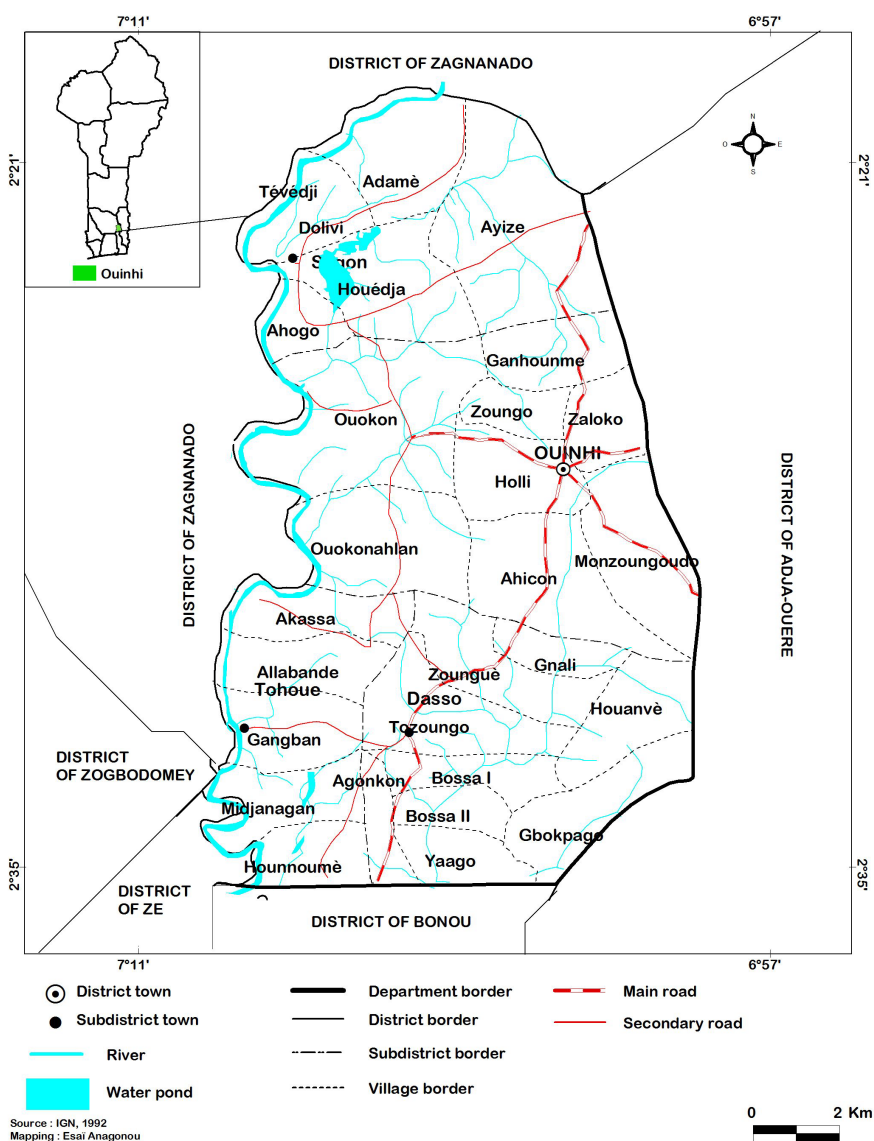 7°11'
6°57'
DISTRICT OF ZAGNANADO
N
O
E
S
2°21'
2°21'
Ouinhi
Tévédji
Adamè
Dolivi
Ayize
Sagon
Houédja
Ahogo
Ganhounme
Ouokon
Zoungo
Zaloko
OUINHI
Holli
DISTRICT OF ZAGNANADO
DISTRICT OF ADJA-OUERE
Ouokonahlan
Monzoungoudo
Ahicon
Akassa
Allabande
Tohoue
Zoungue
Gnali
Dasso
Houanvè
Tozoungo
Gangban
DISTRICT
OF ZOGBODOMEY
Agonkon
Bossa I
Midjanagan
Bossa II
Gbokpago
Hounnoumè
Yaago
2°35'
2°35'
DISTRICT
OF ZE
DISTRICT OF BONOU
7°11'
6°57'
District town
Department border
Main road
Subdistrict town
District border
Secondary road
River
Subdistrict border
Water pond
Village border
Source : IGN, 1992
Mapping : Esaï Anagonou
0 2 Km